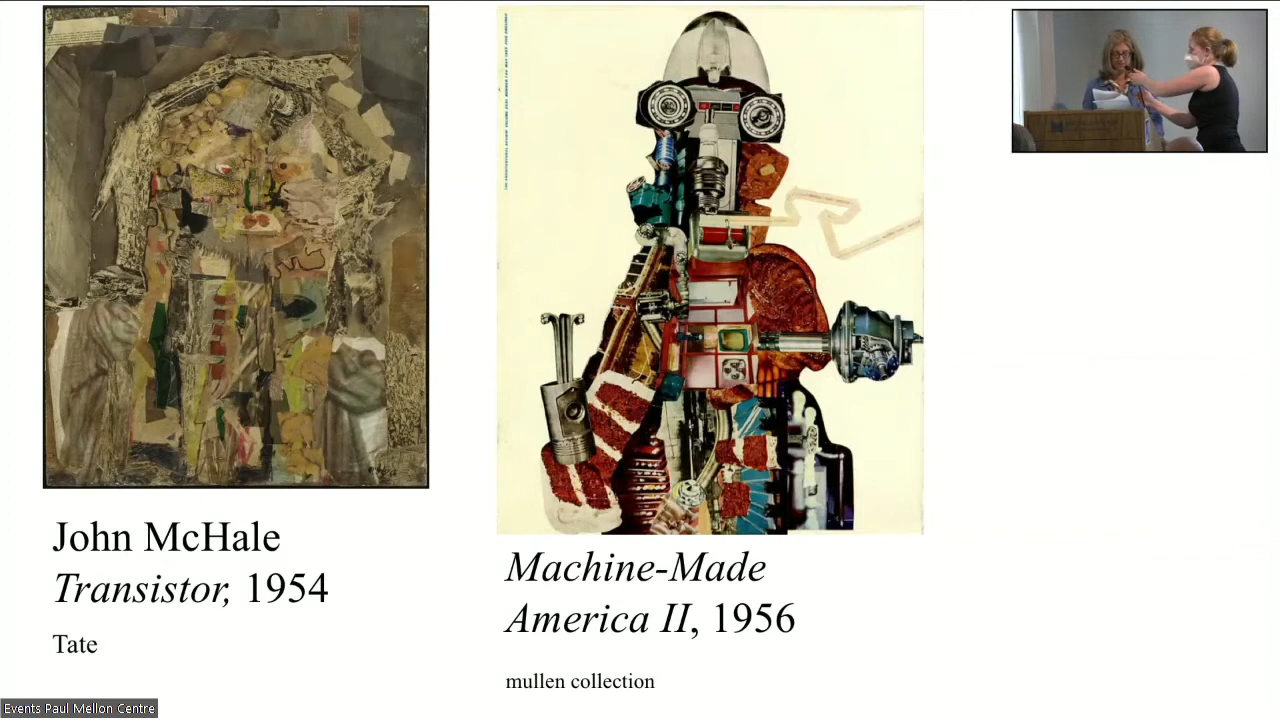 John McHale
Transistor, 1954
Tate
Machine-Made
America II, 1956
mullen collection
Events Paul Mellon Centre